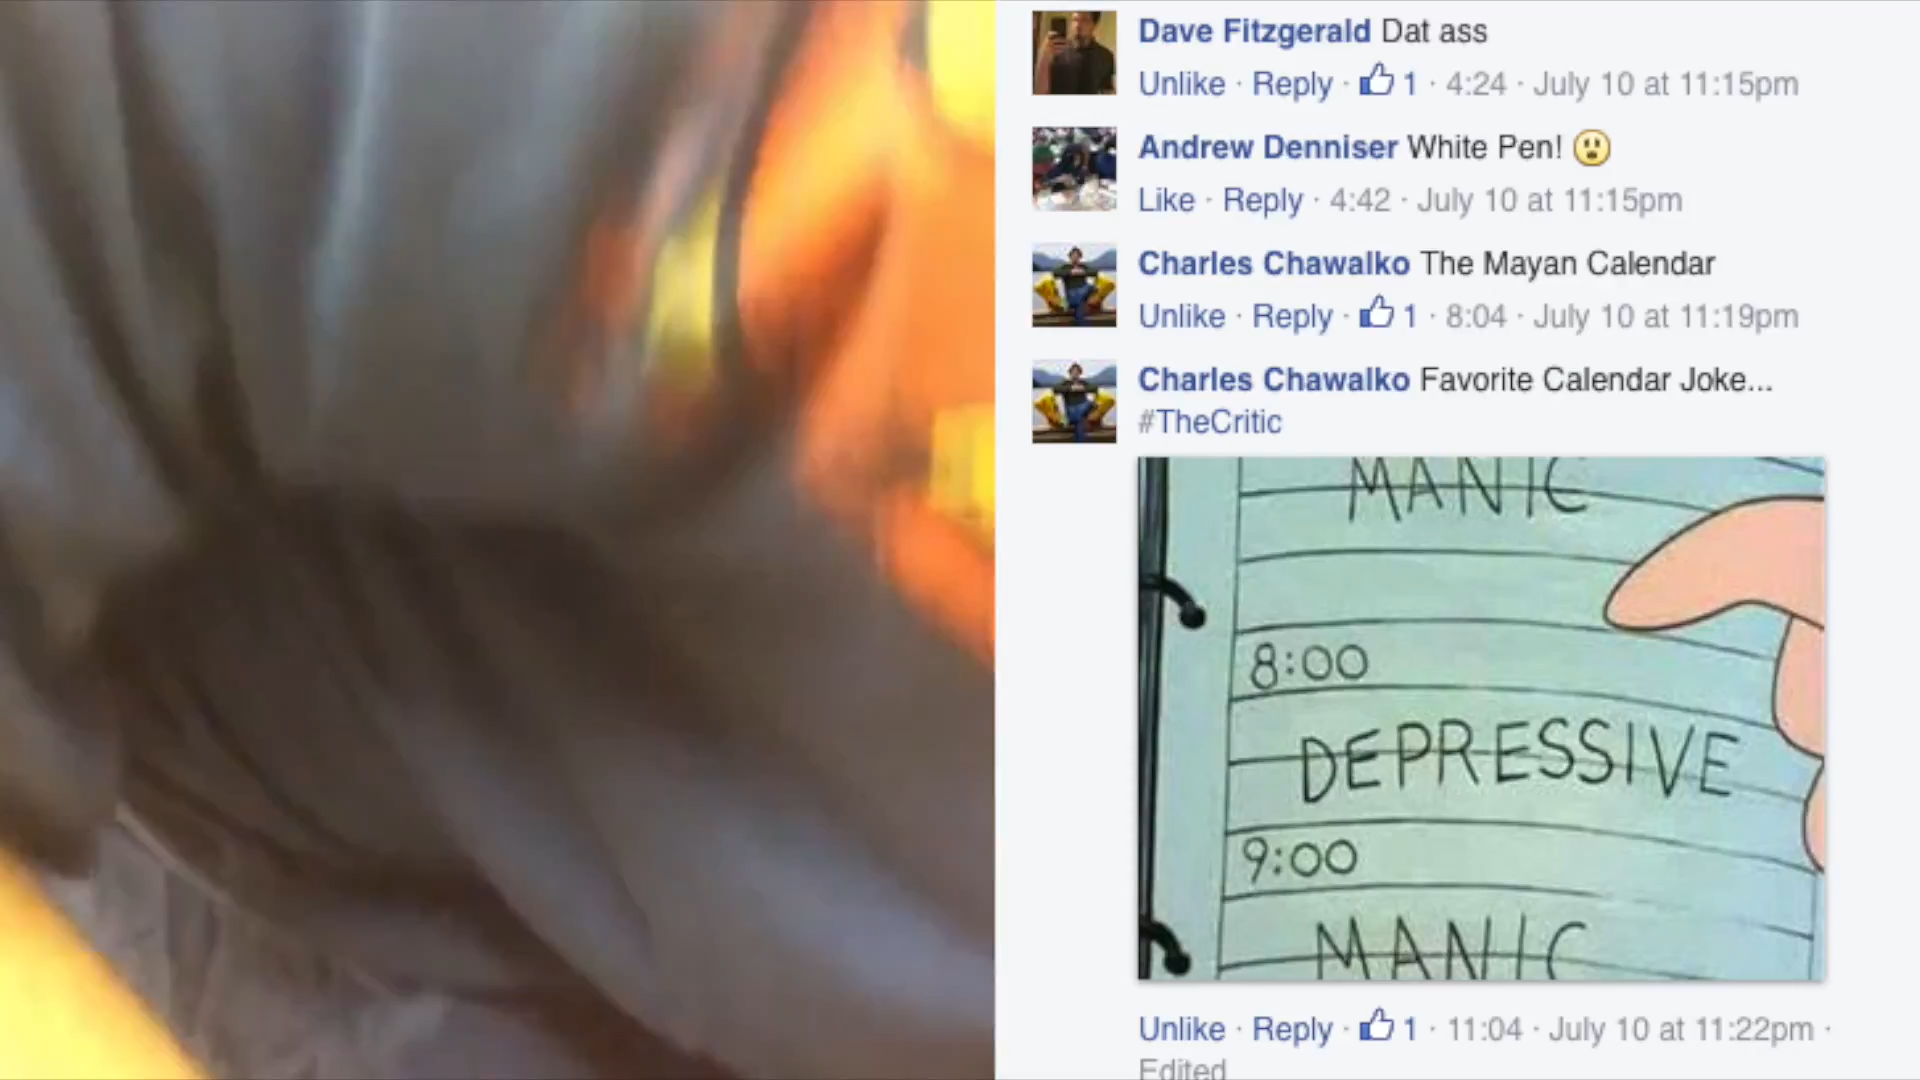 Dave Fitzgerald Dat ass
Unlike · Reply · 1 · 4:24 · July 10 at 11:15pm
Andrew Denniser White Pen! 😮
Like · Reply · 4:42 · July 10 at 11:15pm
Charles Chawalko The Mayan Calendar
Unlike · Reply · 1 · 8:04 · July 10 at 11:19pm
Charles Chawalko Favorite Calendar Joke...
#TheCritic
MANIC
8:00
DEPRESSIVE
9:00
MANIC
Unlike · Reply · 1 · 11:04 · July 10 at 11:22pm ·
Edited